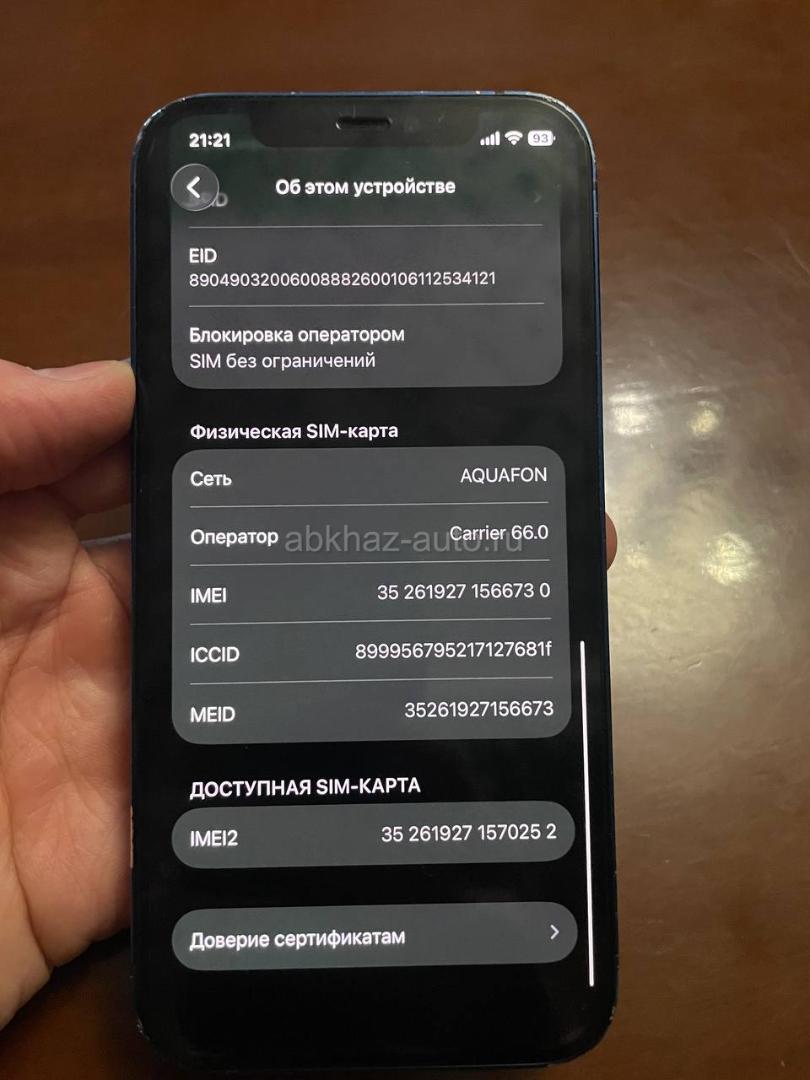 21:21
93
Об этом устройстве
EID
89049032006008882600106112534121
Блокировка оператором
SIM без ограничений
Физическая SIM-карта
Сеть AQUAFON
Оператор Carrier 66.0
abkhaz-auto.ru
IMEI 35 261927 156673 0
ICCID 899956795217127681f
MEID 35261927156673
ДОСТУПНАЯ SIM-КАРТА
IMEI2 35 261927 157025 2
Доверие сертификатам